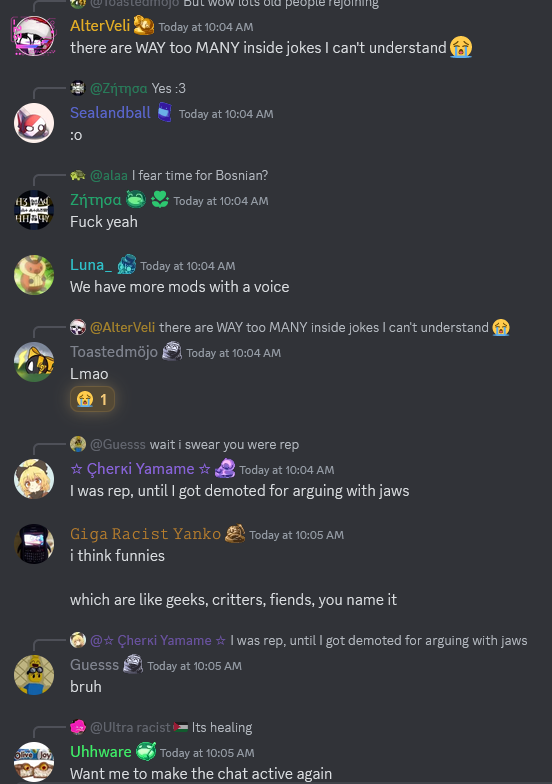 @Toastedmöjo But wow lots old people rejoining
AlterVeli Today at 10:04 AM
there are WAY too MANY inside jokes I can't understand 😭
@Ζήτησα Yes :3
Sealandball Today at 10:04 AM
:o
@alaa I fear time for Bosnian?
Ζήτησα Today at 10:04 AM
Fuck yeah
Luna_ Today at 10:04 AM
We have more mods with a voice
@AlterVeli there are WAY too MANY inside jokes I can't understand 😭
Toastedmöjo Today at 10:04 AM
Lmao
😭 1
@Guesss wait i swear you were rep
☆ Çherкi Yamame ☆ Today at 10:04 AM
I was rep, until I got demoted for arguing with jaws
Giga Racist Yanko Today at 10:05 AM
i think funnies
which are like geeks, critters, fiends, you name it
@☆ Çherкi Yamame ☆ I was rep, until I got demoted for arguing with jaws
Guesss Today at 10:05 AM
bruh
@Ultra racist🇵🇸 Its healing
Uhhware Today at 10:05 AM
Want me to make the chat active again